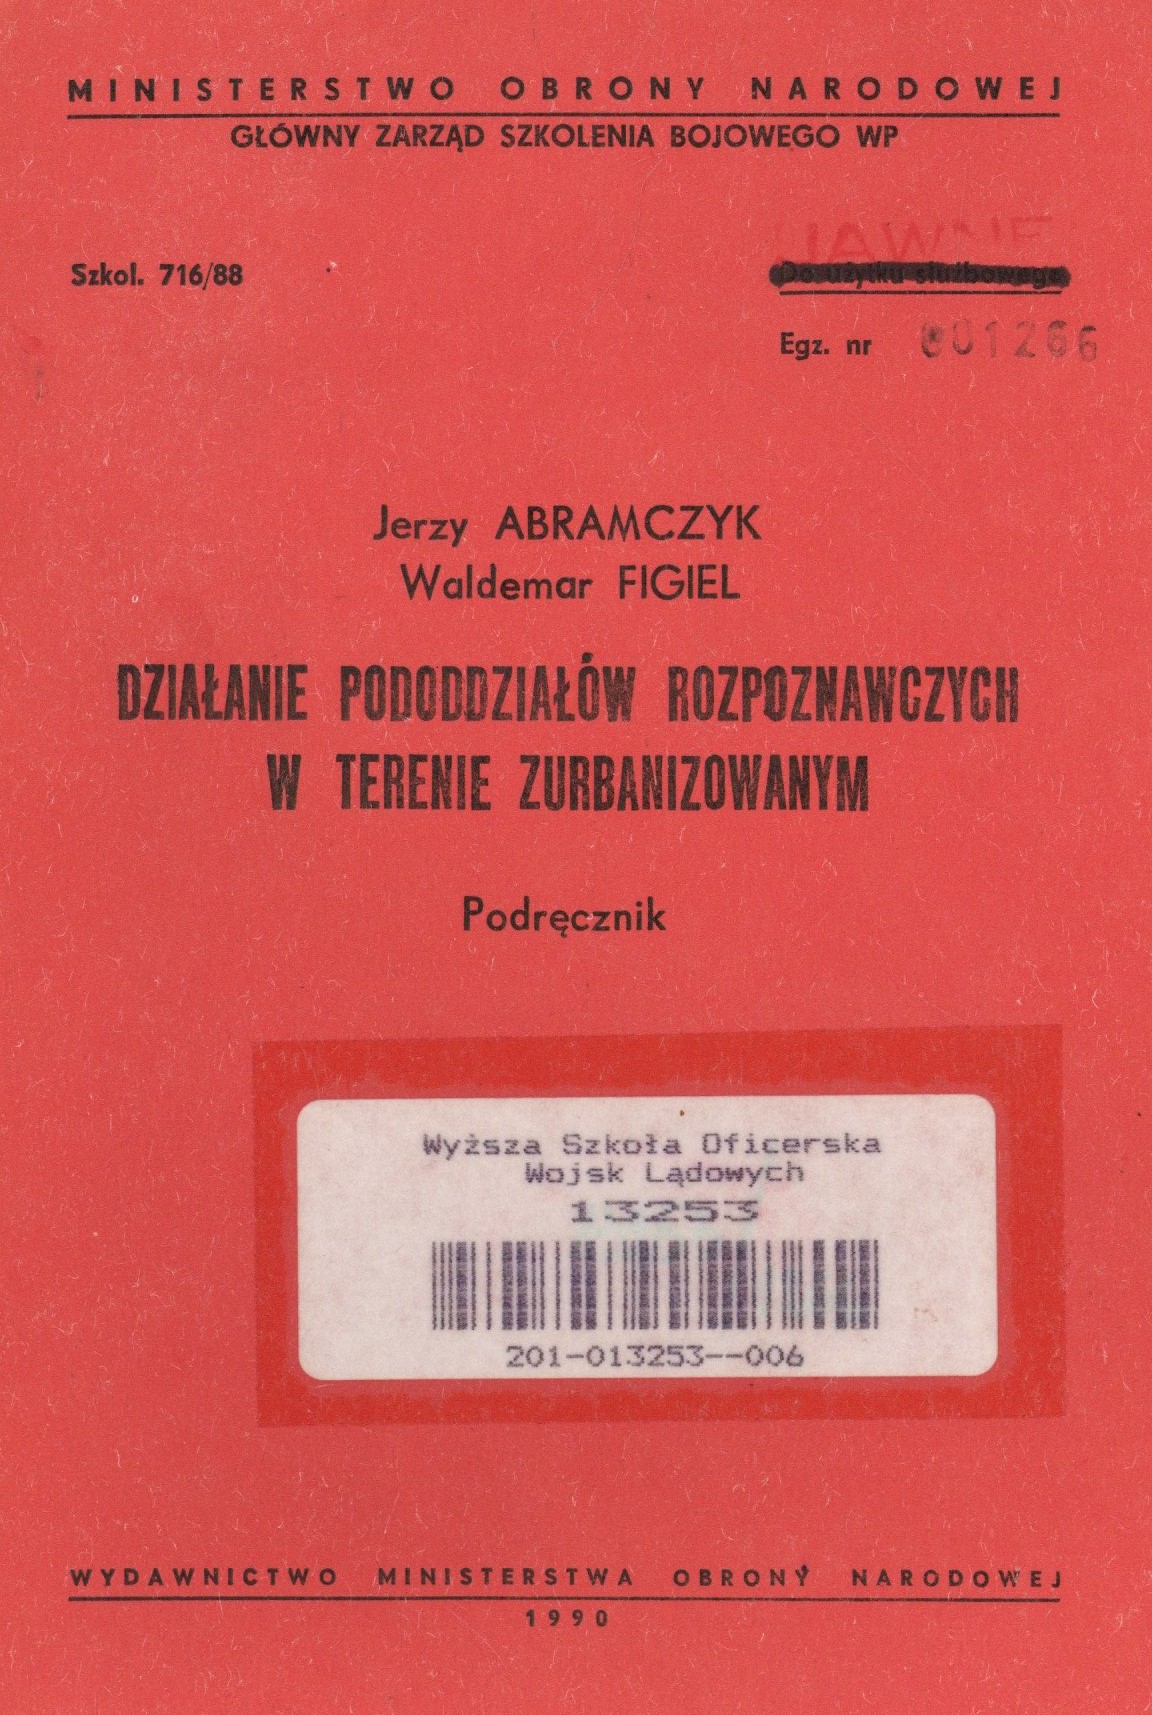 MINISTERSTWO OBRONY NARODOWEJ
GŁÓWNY ZARZĄD SZKOLENIA BOJOWEGO WP
JAWNE
Szkol. 716/88
Do użytku służbowego
Egz. nr 001266
Jerzy ABRAMCZYK
Waldemar FIGIEL
DZIAŁANIE PODODDZIAŁÓW ROZPOZNAWCZYCH
W TERENIE ZURBANIZOWANYM
Podręcznik
Wyższa Szkoła Oficerska
Wojsk Lądowych
13253
201-013253--006
WYDAWNICTWO MINISTERSTWA OBRONY NARODOWEJ
1990